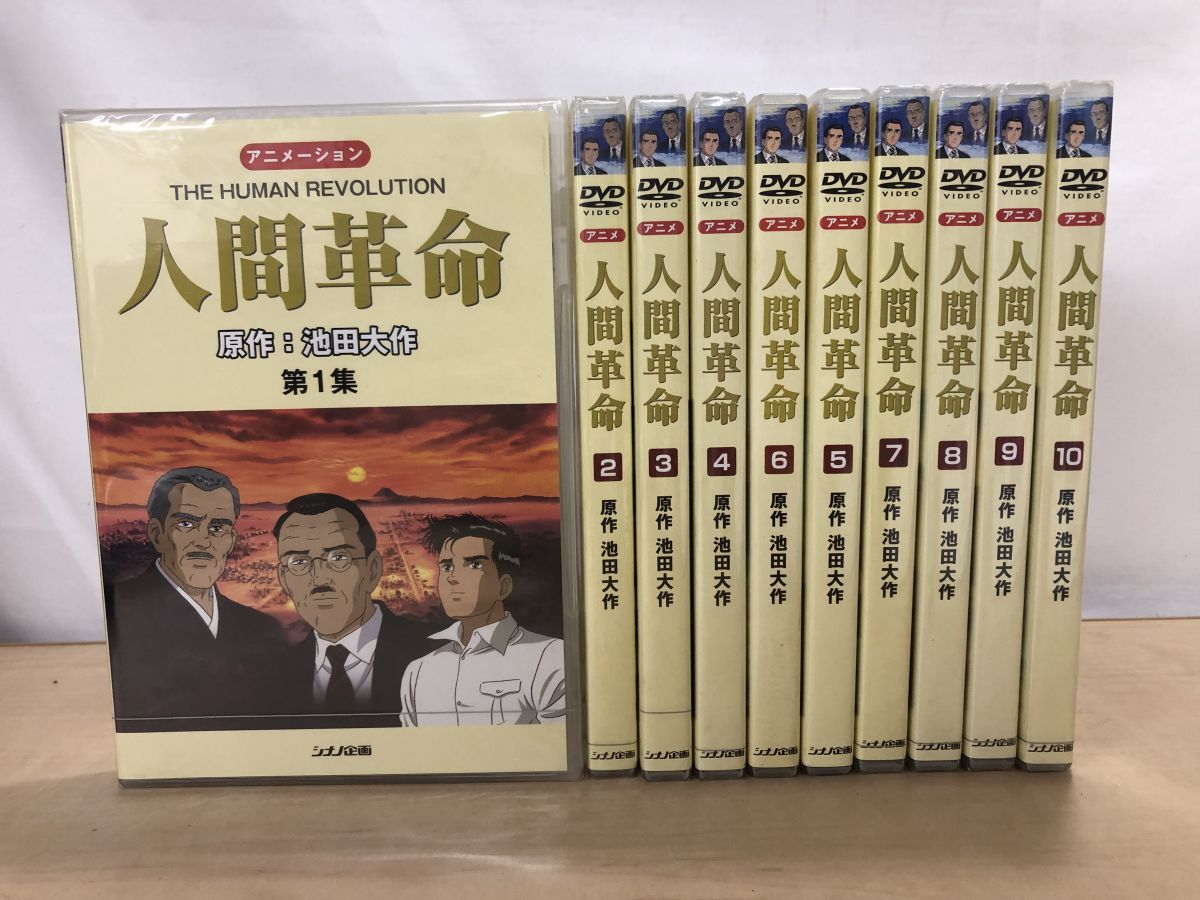 アニメーション
THE HUMAN REVOLUTION
人間革命
原作：池田大作
第1集
シナノ企画
DVD
VIDEO
アニメ
人間革命
2
原作 池田大作
シナノ企画
DVD
VIDEO
アニメ
人間革命
3
原作 池田大作
シナノ企画
DVD
VIDEO
アニメ
人間革命
4
原作 池田大作
シナノ企画
DVD
VIDEO
アニメ
人間革命
6
原作 池田大作
シナノ企画
DVD
VIDEO
アニメ
人間革命
5
原作 池田大作
シナノ企画
DVD
VIDEO
アニメ
人間革命
7
原作 池田大作
シナノ企画
DVD
VIDEO
アニメ
人間革命
8
原作 池田大作
シナノ企画
DVD
VIDEO
アニメ
人間革命
9
原作 池田大作
シナノ企画
DVD
VIDEO
アニメ
人間革命
10
原作 池田大作
シナノ企画